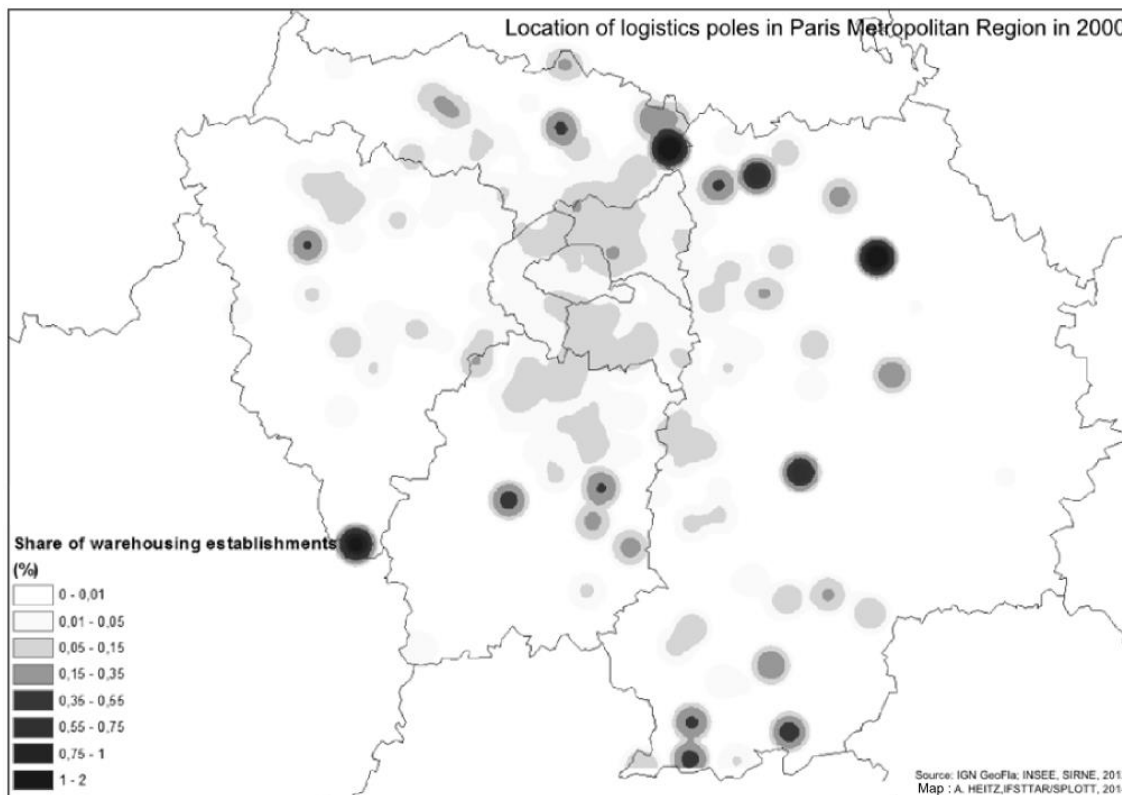 Location of logistics poles in Paris Metropolitan Region in 2000
Share of warehousing establishments
(%)
0 - 0,01
0,01 - 0,05
0,05 - 0,15
0,15 - 0,35
0,35 - 0,55
0,55 - 0,75
0,75 - 1
1 - 2
Source: IGN GeoFla; INSEE, SIRNE, 201
Map : A. HEITZ,IFSTTAR/SPLOTT, 201